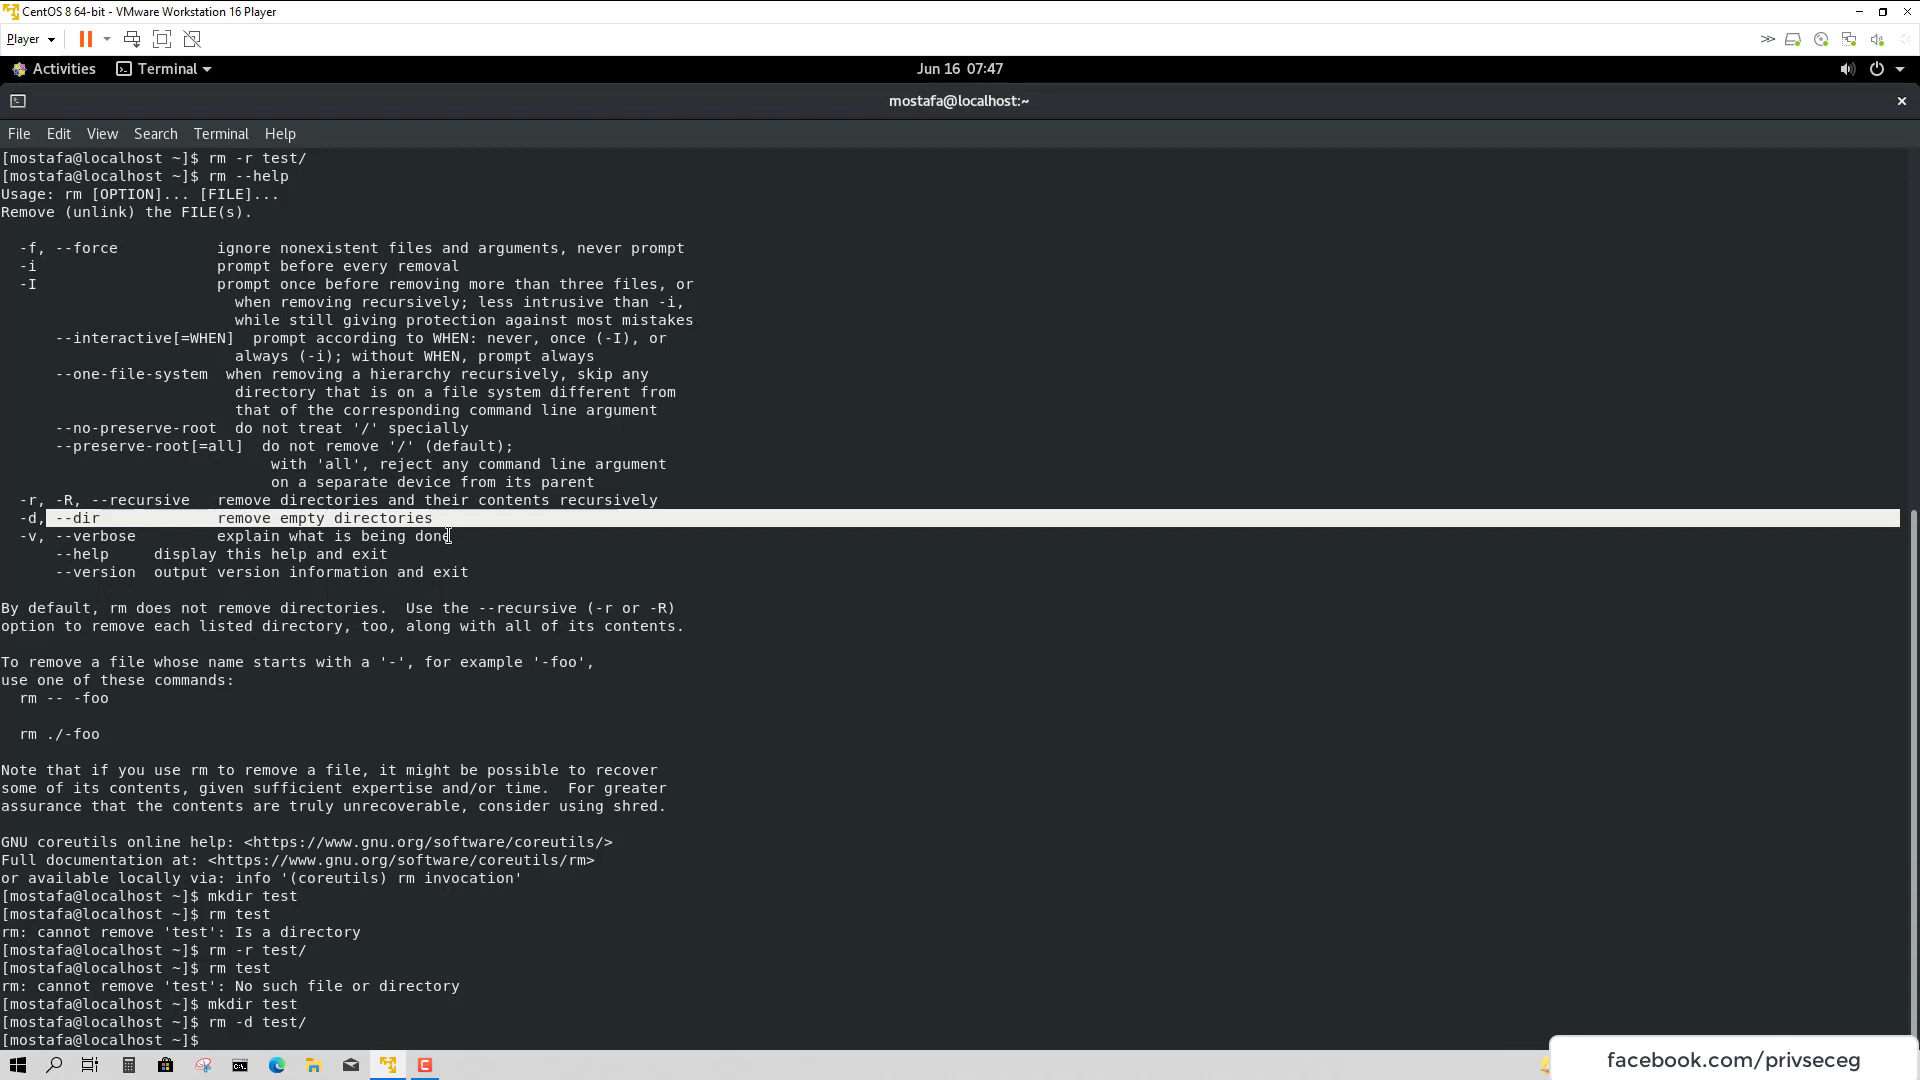 CentOS 8 64-bit - VMware Workstation 16 Player
Player
Activities Terminal Jun 16 07:47
mostafa@localhost:~
File Edit View Search Terminal Help
[mostafa@localhost ~]$ rm -r test/
[mostafa@localhost ~]$ rm --help
Usage: rm [OPTION]... [FILE]...
Remove (unlink) the FILE(s).
-f, --force ignore nonexistent files and arguments, never prompt
-i prompt before every removal
-I prompt once before removing more than three files, or
when removing recursively; less intrusive than -i,
while still giving protection against most mistakes
--interactive[=WHEN] prompt according to WHEN: never, once (-I), or
always (-i); without WHEN, prompt always
--one-file-system when removing a hierarchy recursively, skip any
directory that is on a file system different from
that of the corresponding command line argument
--no-preserve-root do not treat '/' specially
--preserve-root[=all] do not remove '/' (default);
with 'all', reject any command line argument
on a separate device from its parent
-r, -R, --recursive remove directories and their contents recursively
-d, --dir remove empty directories
-v, --verbose explain what is being done
--help display this help and exit
--version output version information and exit
By default, rm does not remove directories. Use the --recursive (-r or -R)
option to remove each listed directory, too, along with all of its contents.
To remove a file whose name starts with a '-', for example '-foo',
use one of these commands:
rm -- -foo
rm ./-foo
Note that if you use rm to remove a file, it might be possible to recover
some of its contents, given sufficient expertise and/or time. For greater
assurance that the contents are truly unrecoverable, consider using shred.
GNU coreutils online help: <https://www.gnu.org/software/coreutils/>
Full documentation at: <https://www.gnu.org/software/coreutils/rm>
or available locally via: info '(coreutils) rm invocation'
[mostafa@localhost ~]$ mkdir test
[mostafa@localhost ~]$ rm test
rm: cannot remove 'test': Is a directory
[mostafa@localhost ~]$ rm -r test/
[mostafa@localhost ~]$ rm test
rm: cannot remove 'test': No such file or directory
[mostafa@localhost ~]$ mkdir test
[mostafa@localhost ~]$ rm -d test/
[mostafa@localhost ~]$
facebook.com/privseceg